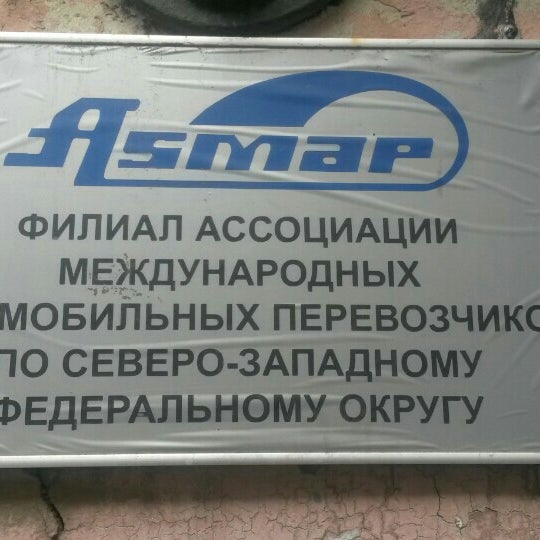 Asmap
ФИЛИАЛ АССОЦИАЦИИ
МЕЖДУНАРОДНЫХ
МОБИЛЬНЫХ ПЕРЕВОЗЧИКО
ПО СЕВЕРО-ЗАПАДНОМУ
ФЕДЕРАЛЬНОМУ ОКРУГУ